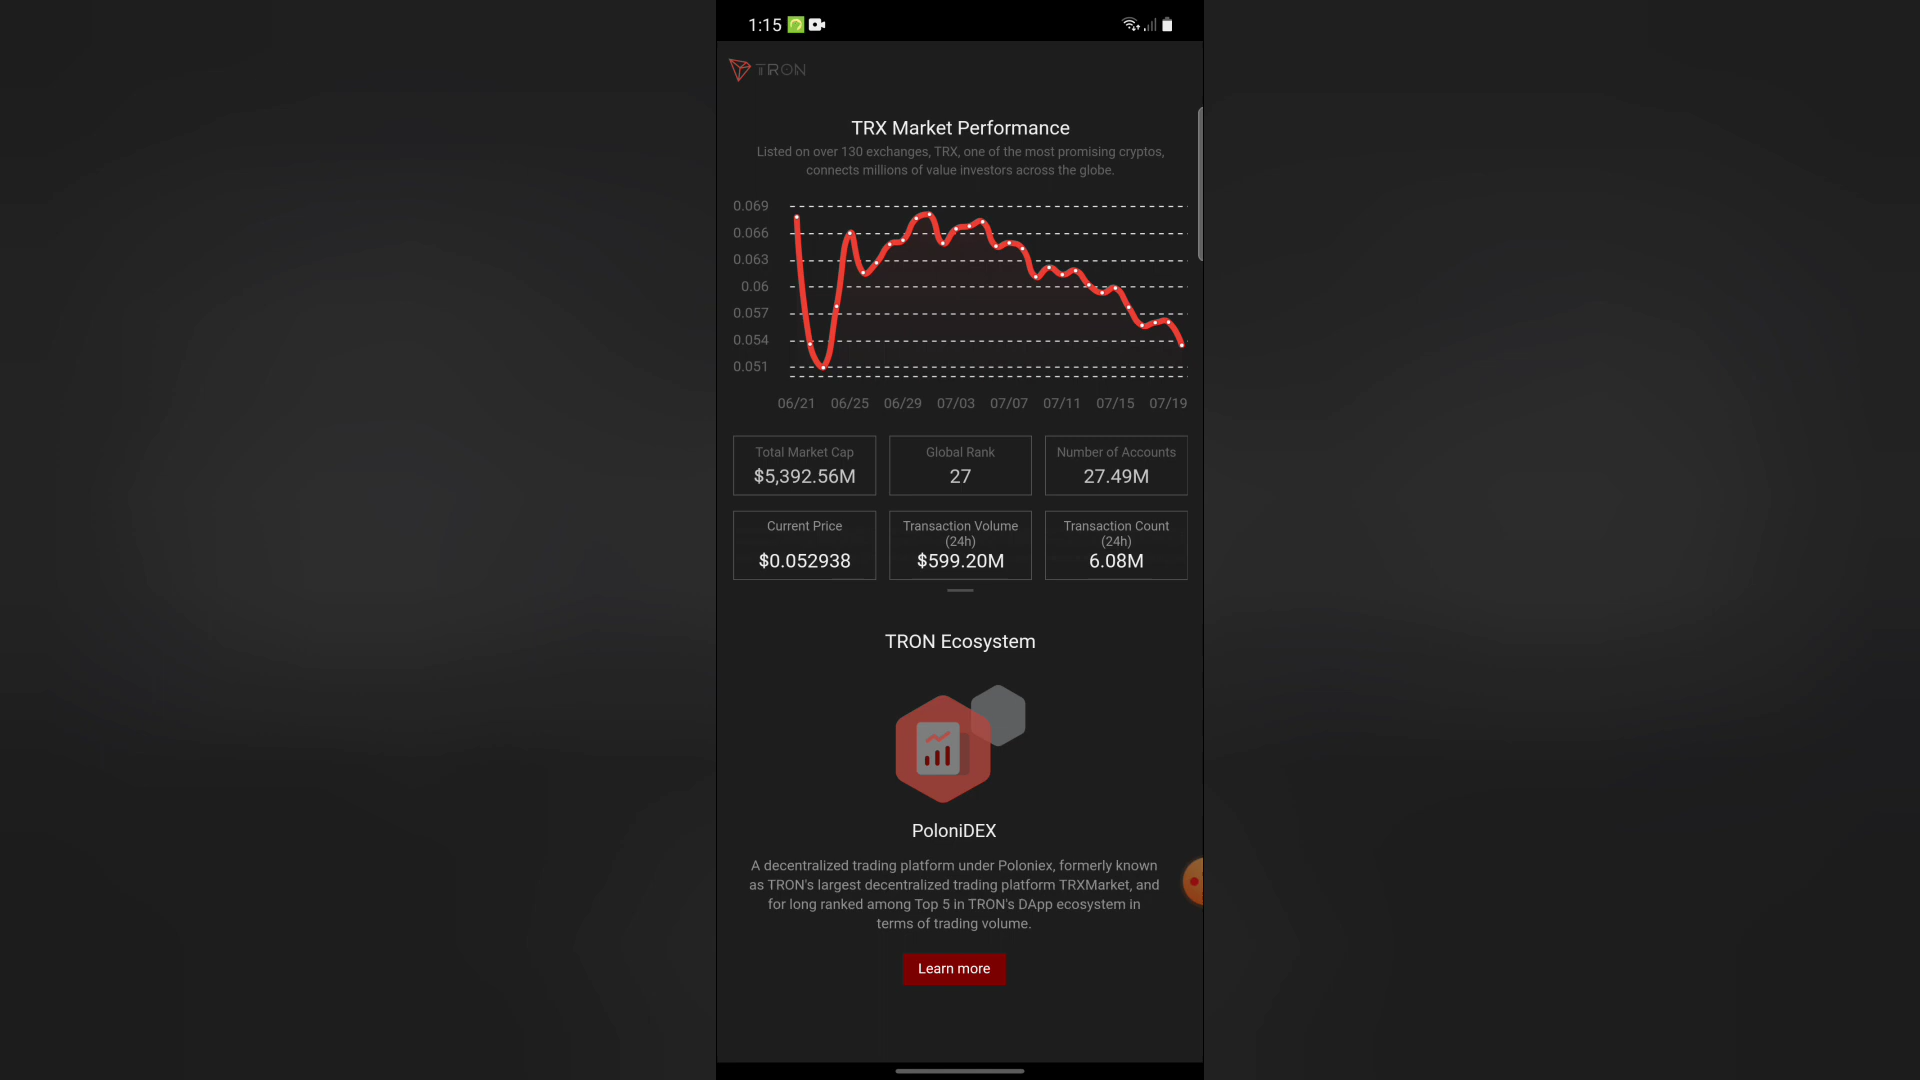 1:15
TRON
TRX Market Performance
Listed on over 130 exchanges, TRX, one of the most promising cryptos,
connects millions of value investors across the globe.
0.069
0.066
0.063
0.06
0.057
0.054
0.051
06/21 06/25 06/29 07/03 07/07 07/11 07/15 07/19
Total Market Cap
$5,392.56M
Global Rank
27
Number of Accounts
27.49M
Current Price
$0.052938
Transaction Volume
(24h)
$599.20M
Transaction Count
(24h)
6.08M
TRON Ecosystem
PoloniDEX
A decentralized trading platform under Poloniex, formerly known
as TRON's largest decentralized trading platform TRXMarket, and
for long ranked among Top 5 in TRON's DApp ecosystem in
terms of trading volume.
Learn more